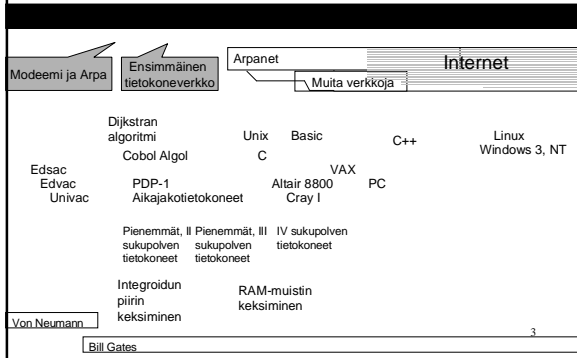 Modeemi ja Arpa
Ensimmäinen
tietokoneverkko
Arpanet
Internet
Muita verkkoja
Dijkstran
algoritmi
Unix Basic
C++
Linux
Windows 3, NT
Cobol Algol
C
Edsac
VAX
Edvac
PDP-1
Altair 8800
PC
Univac
Aikajakotietokoneet
Cray I
Pienemmät, II
sukupolven
tietokoneet
Pienemmät, III
sukupolven
tietokoneet
IV sukupolven
tietokoneet
Integroidun
piirin
keksiminen
RAM-muistin
keksiminen
Von Neumann
3
Bill Gates